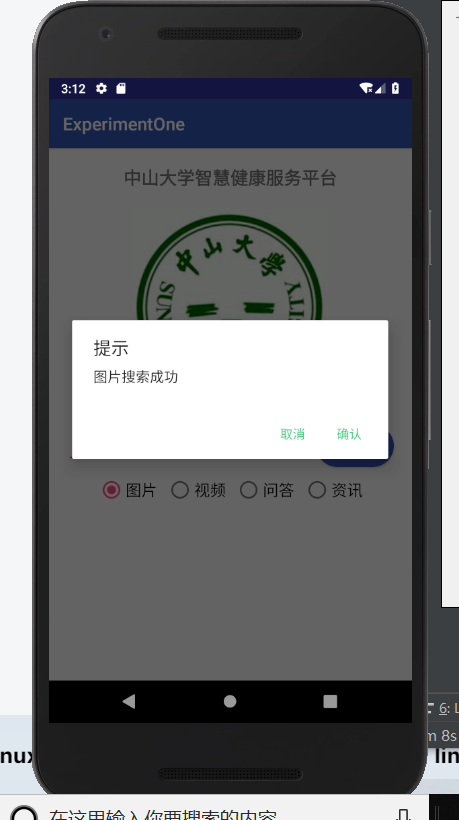 3:12
ExperimentOne
中山大学智慧健康服务平台
中山大學
SUN
ITY
提示
图片搜索成功
取消
确认
图片
视频
问答
资讯
6: L
m 8s
nux
lin
在这里输入你要搜索的内容